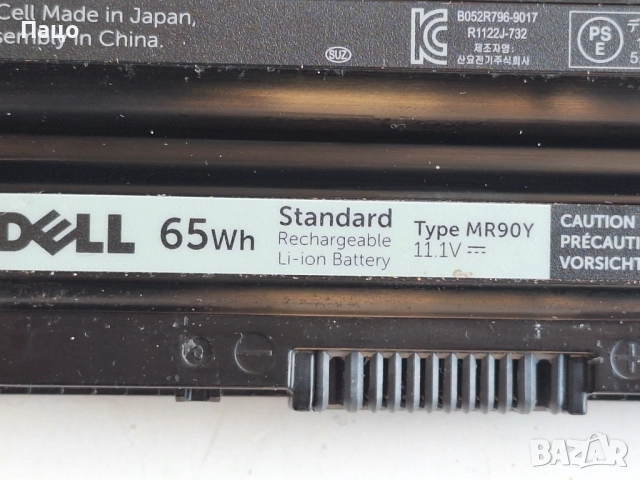 Cell Made in Japan,
Пацо
ssembly in China.
SUZ
B052R796-9017
R1122J-732
제조자명:
산요전기주식회사
PS
E
DELL
65Wh
Standard
Rechargeable
Li-ion Battery
Type MR90Y
11.1V
CAUTION
PRÉCAUTI
VORSICHT
BAZAR